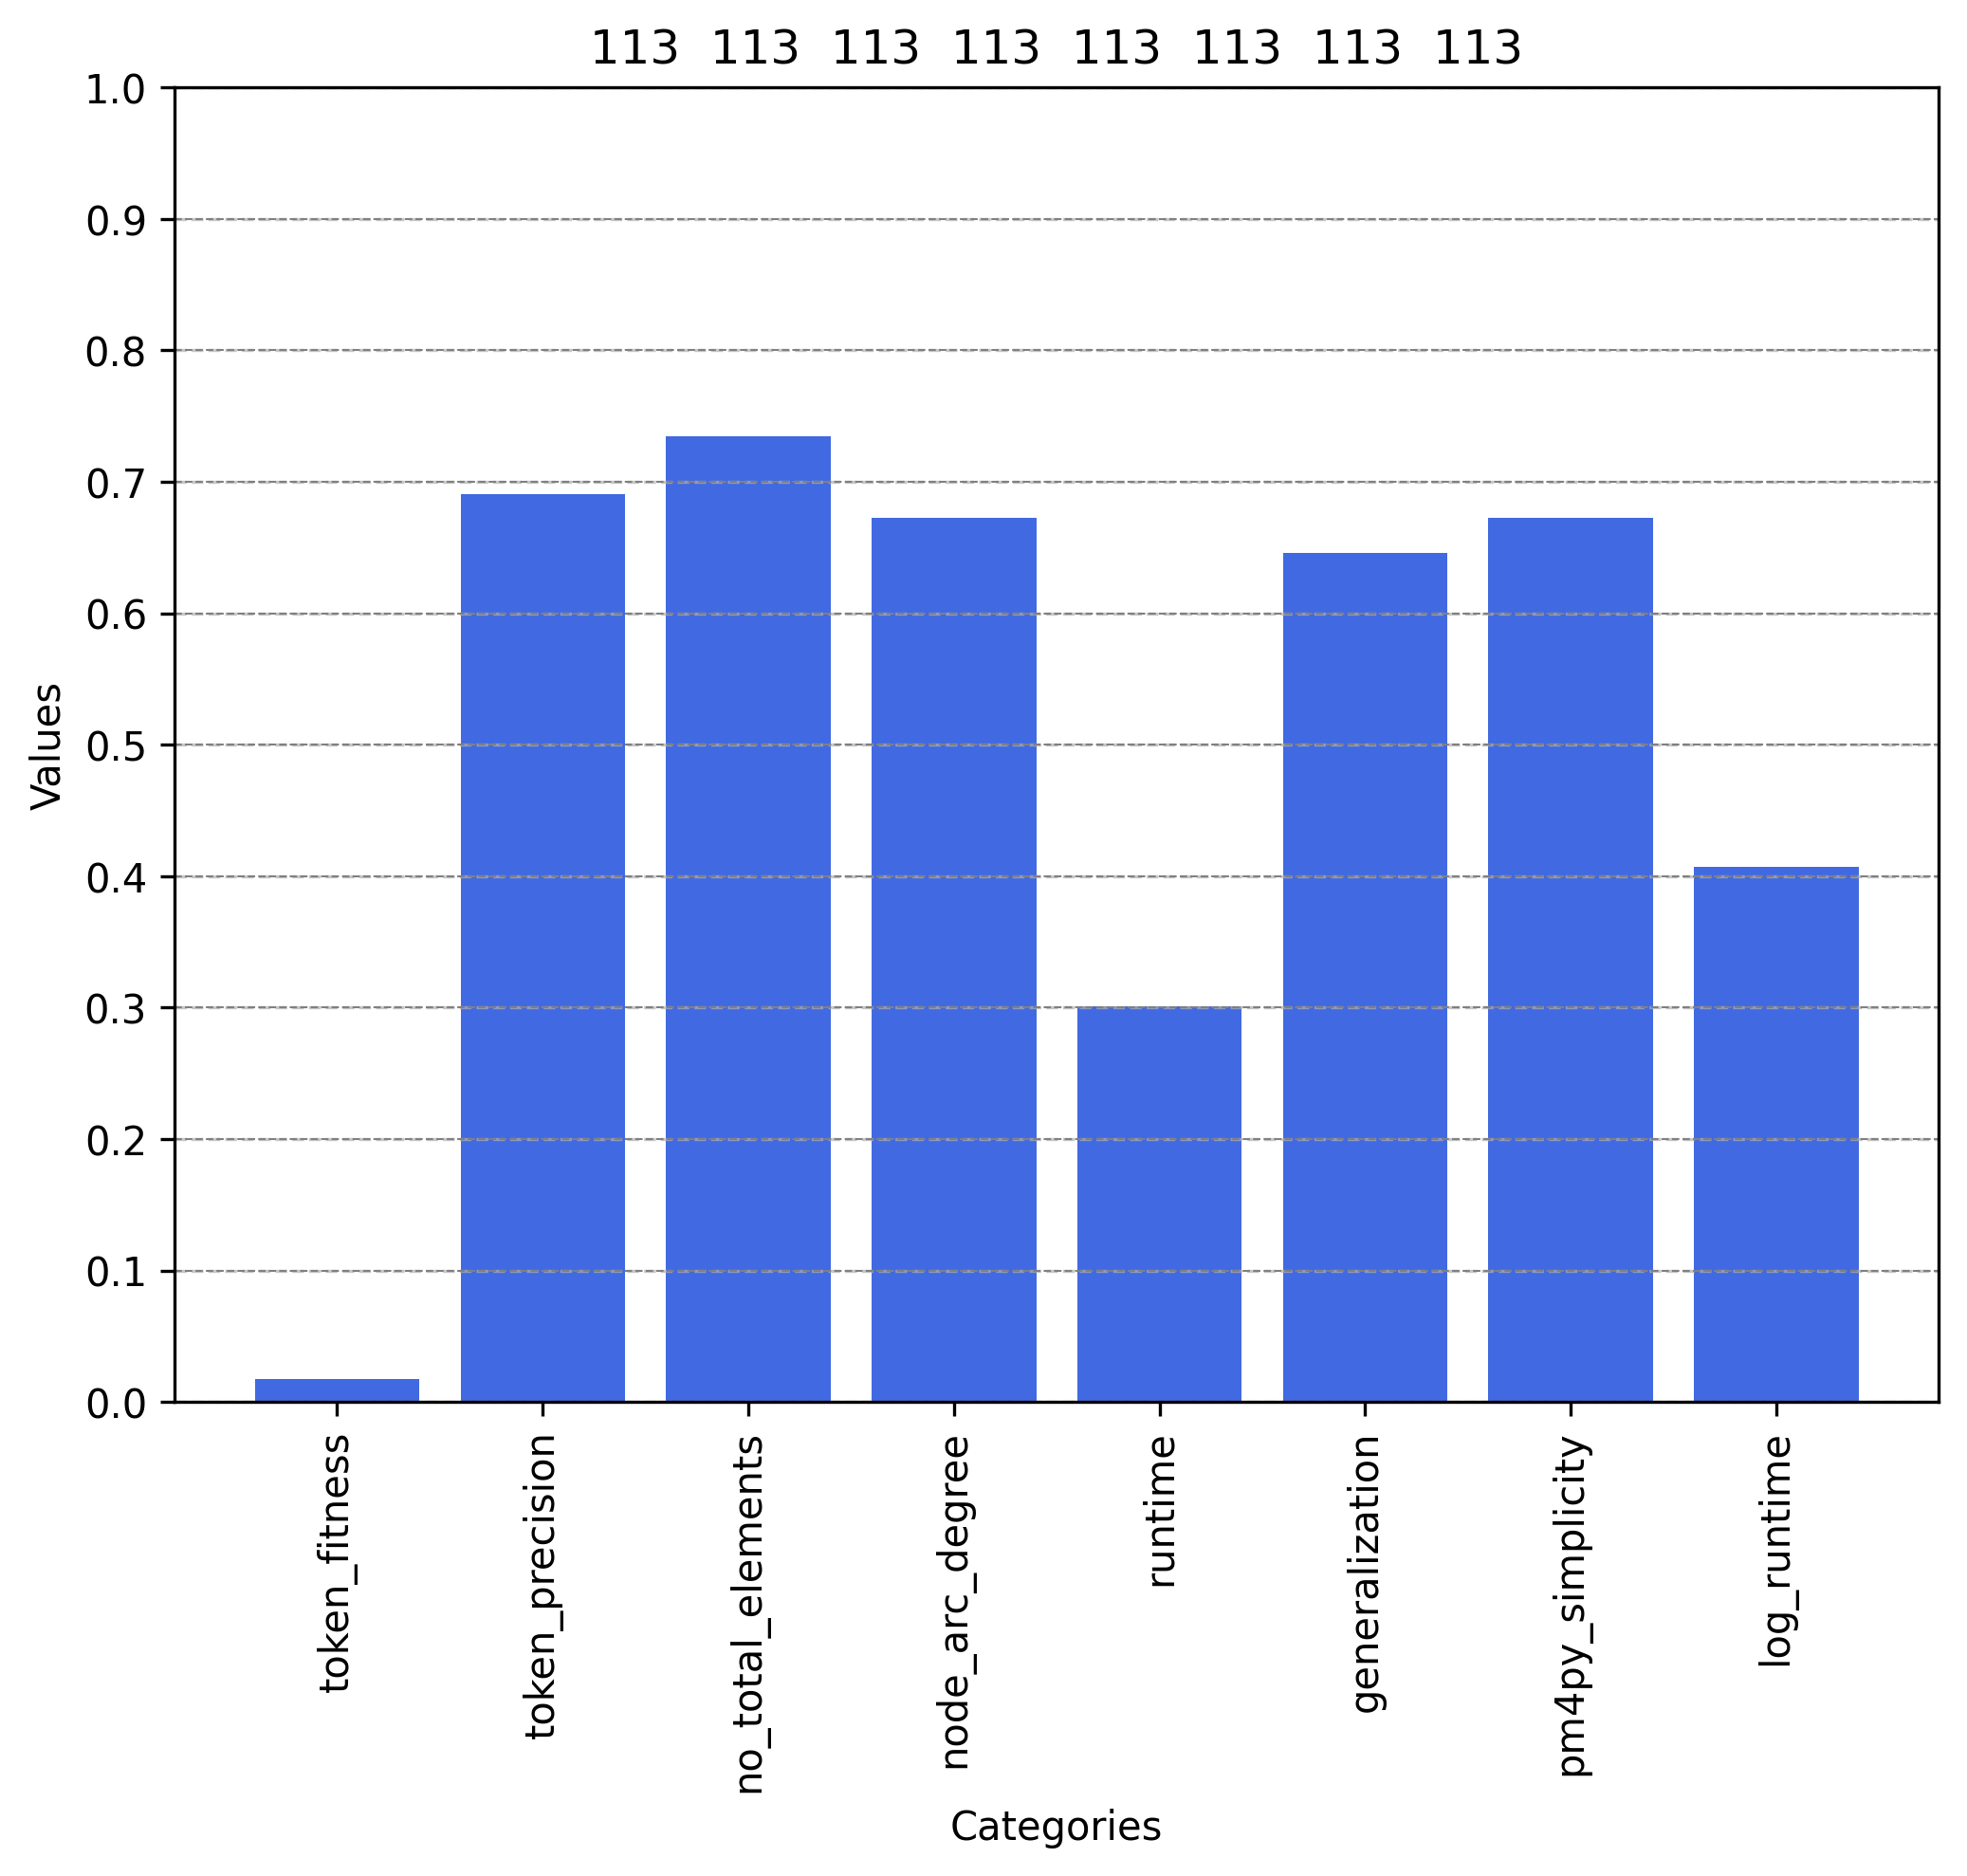 113 113 113 113 113 113 113 113
1.0
0.9
0.8
0.7
0.6
0.5
0.4
0.3
0.2
0.1
0.0
Values
token_fitness
token_precision
no_total_elements
node_arc_degree
runtime
generalization
pm4py_simplicity
log_runtime
Categories